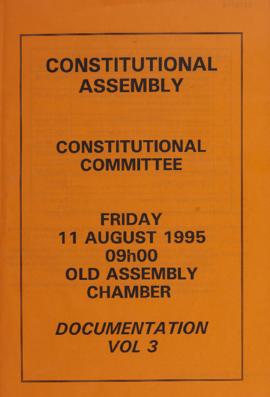 CONSTITUTIONAL
ASSEMBLY
CONSTITUTIONAL
COMMITTEE
FRIDAY
11 AUGUST 1995
09h00
OLD ASSEMBLY
CHAMBER
DOCUMENTATION
VOL 3